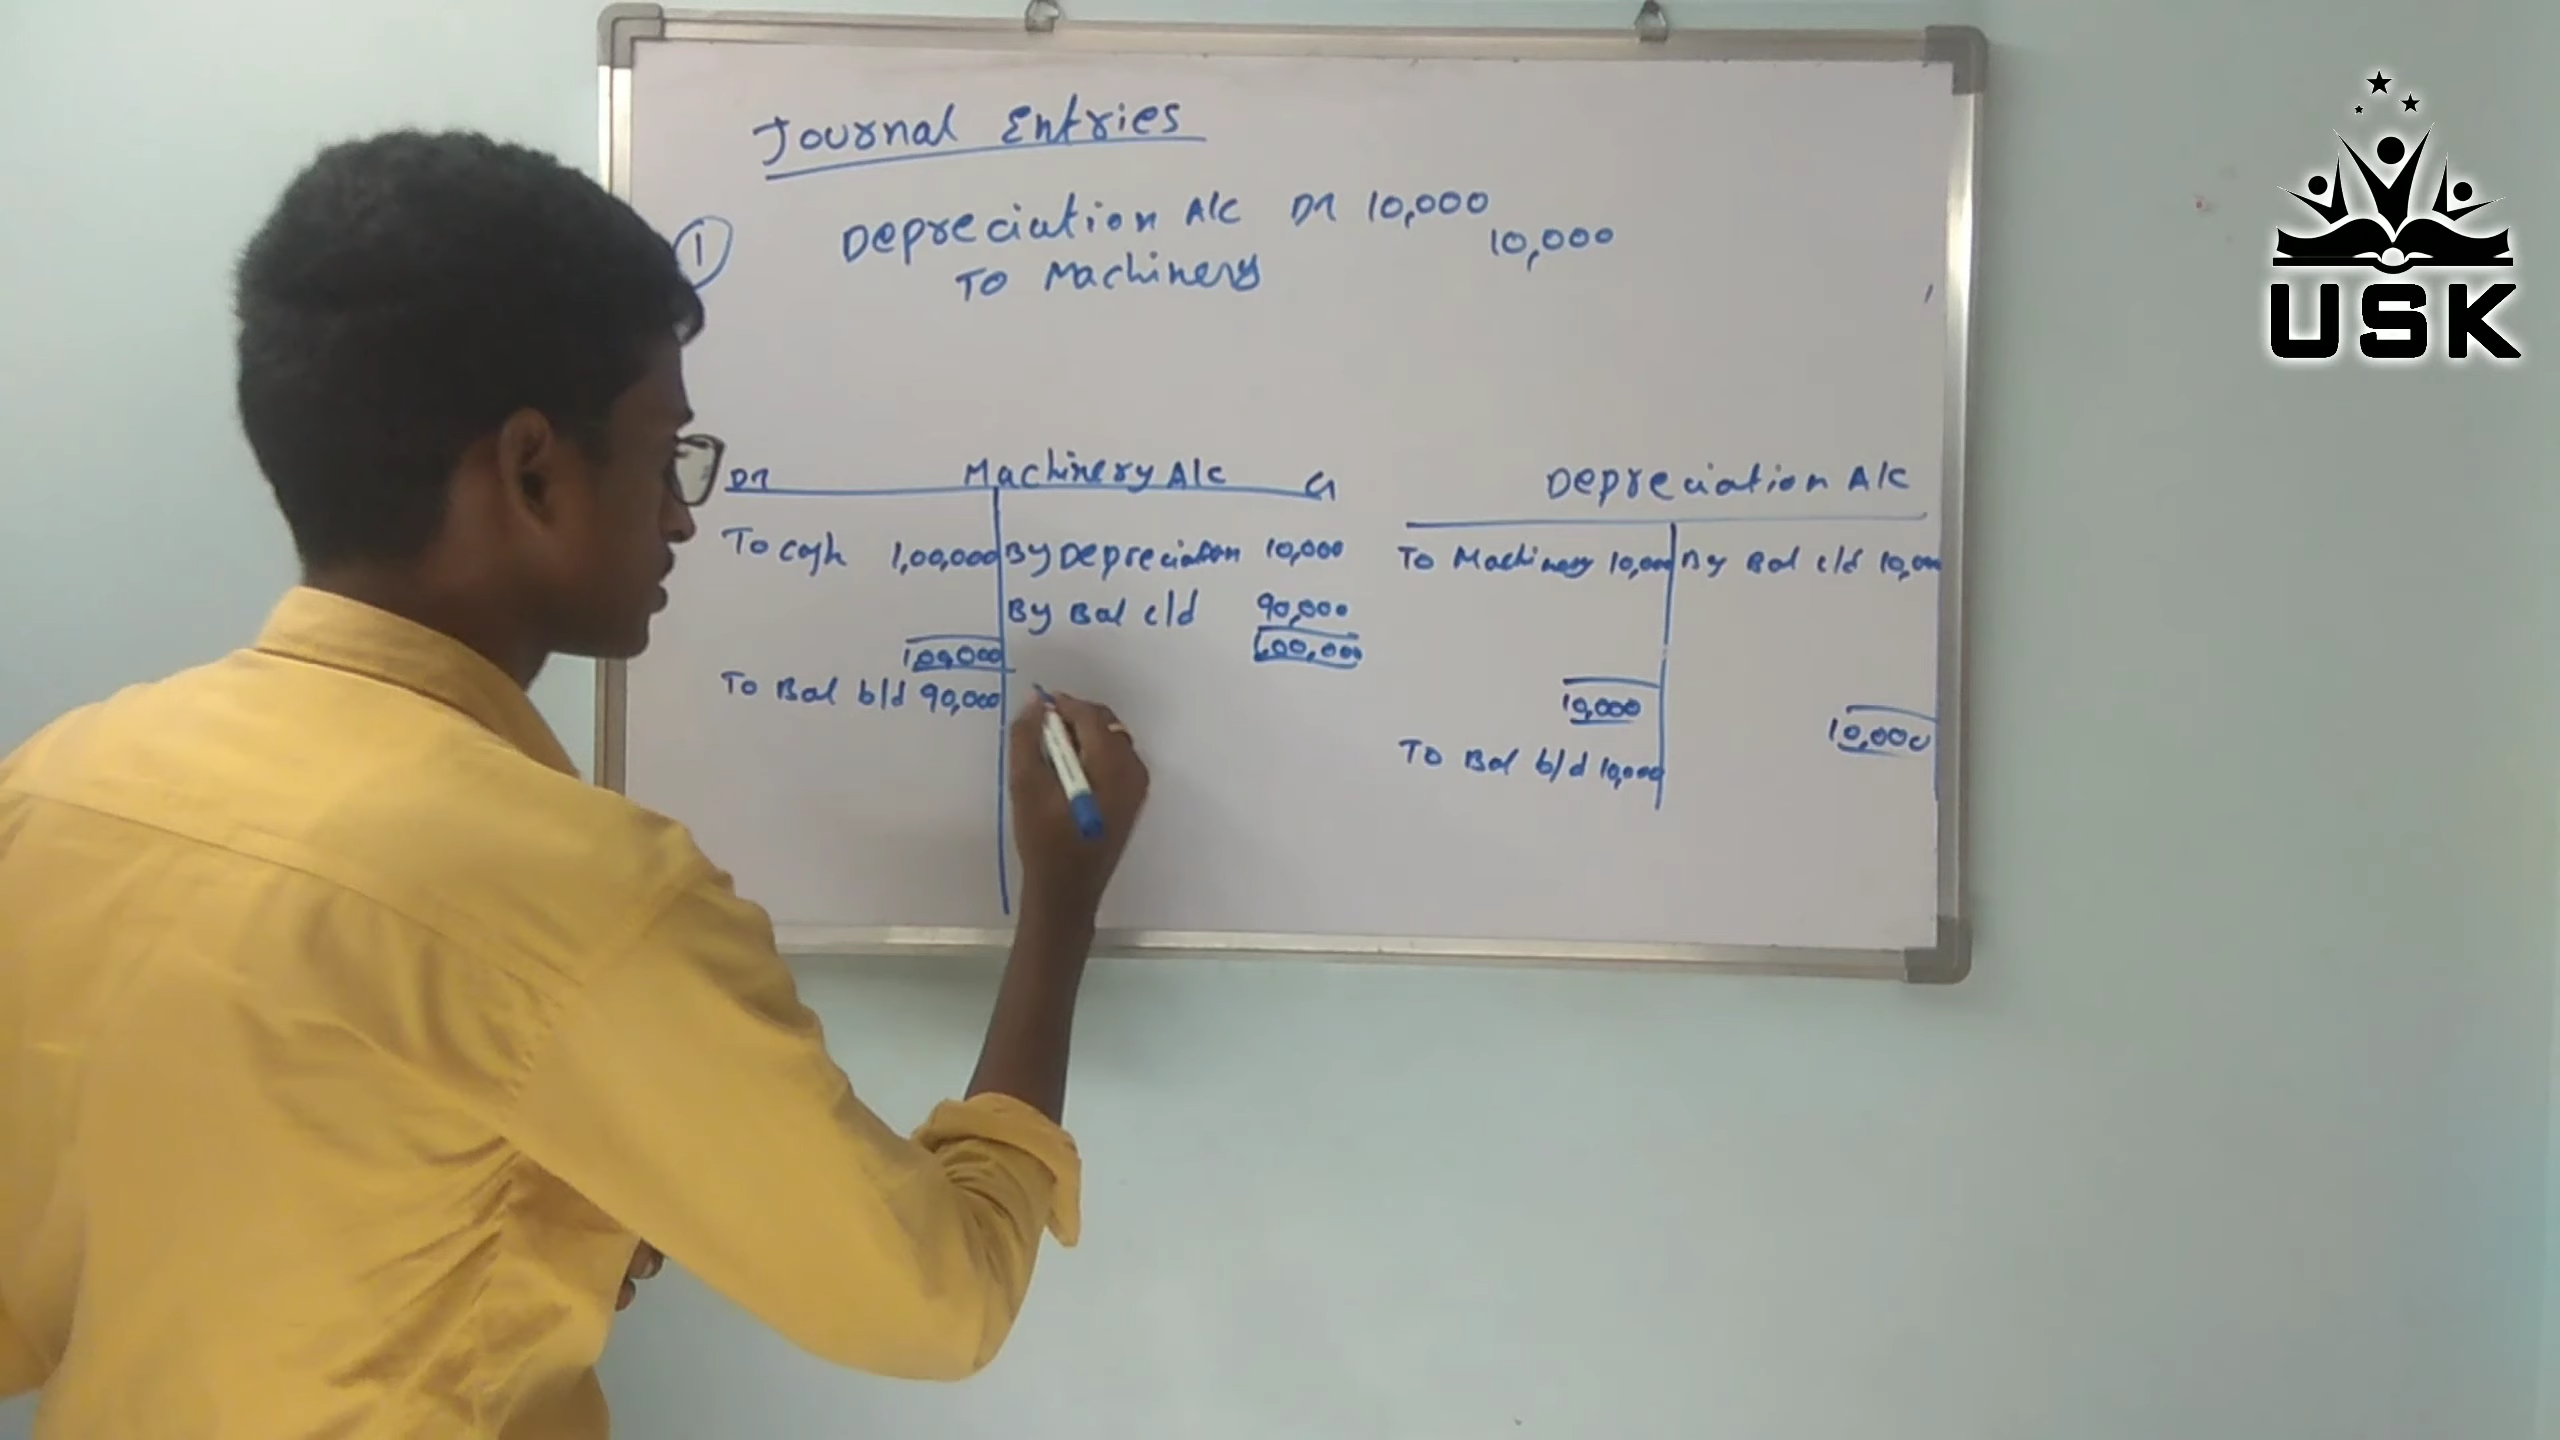 Journal Entries
1 Depreciation A/c Dr 10,000
To Machinery 10,000
Dr Machinery A/c Cr
To Cash 1,00,000 By Depreciation 10,000
By Bal c/d 90,000
1,00,000 1,00,000
To Bal b/d 90,000
Depreciation A/c
To Machinery 10,000 By Bal c/d 10,000
10,000 10,000
To Bal b/d 10,000
USK